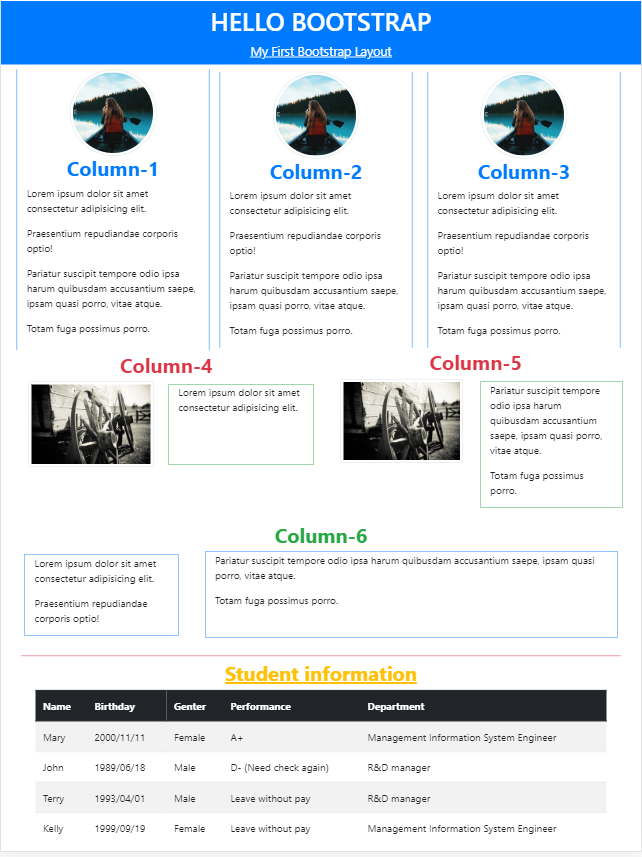 HELLO BOOTSTRAP
My First Bootstrap Layout
Column-1
Lorem ipsum dolor sit amet
consectetur adipisicing elit.
Praesentium repudiandae corporis
optio!
Pariatur suscipit tempore odio ipsa
harum quibusdam accusantium saepe,
ipsam quasi porro, vitae atque.
Totam fuga possimus porro.
Column-2
Lorem ipsum dolor sit amet
consectetur adipisicing elit.
Praesentium repudiandae corporis
optio!
Pariatur suscipit tempore odio ipsa
harum quibusdam accusantium saepe,
ipsam quasi porro, vitae atque.
Totam fuga possimus porro.
Column-3
Lorem ipsum dolor sit amet
consectetur adipisicing elit.
Praesentium repudiandae corporis
optio!
Pariatur suscipit tempore odio ipsa
harum quibusdam accusantium saepe,
ipsam quasi porro, vitae atque.
Totam fuga possimus porro.
Column-4
Lorem ipsum dolor sit amet
consectetur adipisicing elit.
Column-5
Pariatur suscipit tempore
odio ipsa harum
quibusdam accusantium
saepe, ipsam quasi porro,
vitae atque.
Totam fuga possimus
porro.
Column-6
Lorem ipsum dolor sit amet
consectetur adipisicing elit.
Praesentium repudiandae
corporis optio!
Pariatur suscipit tempore odio ipsa harum quibusdam accusantium saepe, ipsam quasi
porro, vitae atque.
Totam fuga possimus porro.
Student information
Name Birthday Genter Performance Department
Mary 2000/11/11 Female A+ Management Information System Engineer
John 1989/06/18 Male D- (Need check again) R&D manager
Terry 1993/04/01 Male Leave without pay R&D manager
Kelly 1999/09/19 Female Leave without pay Management Information System Engineer